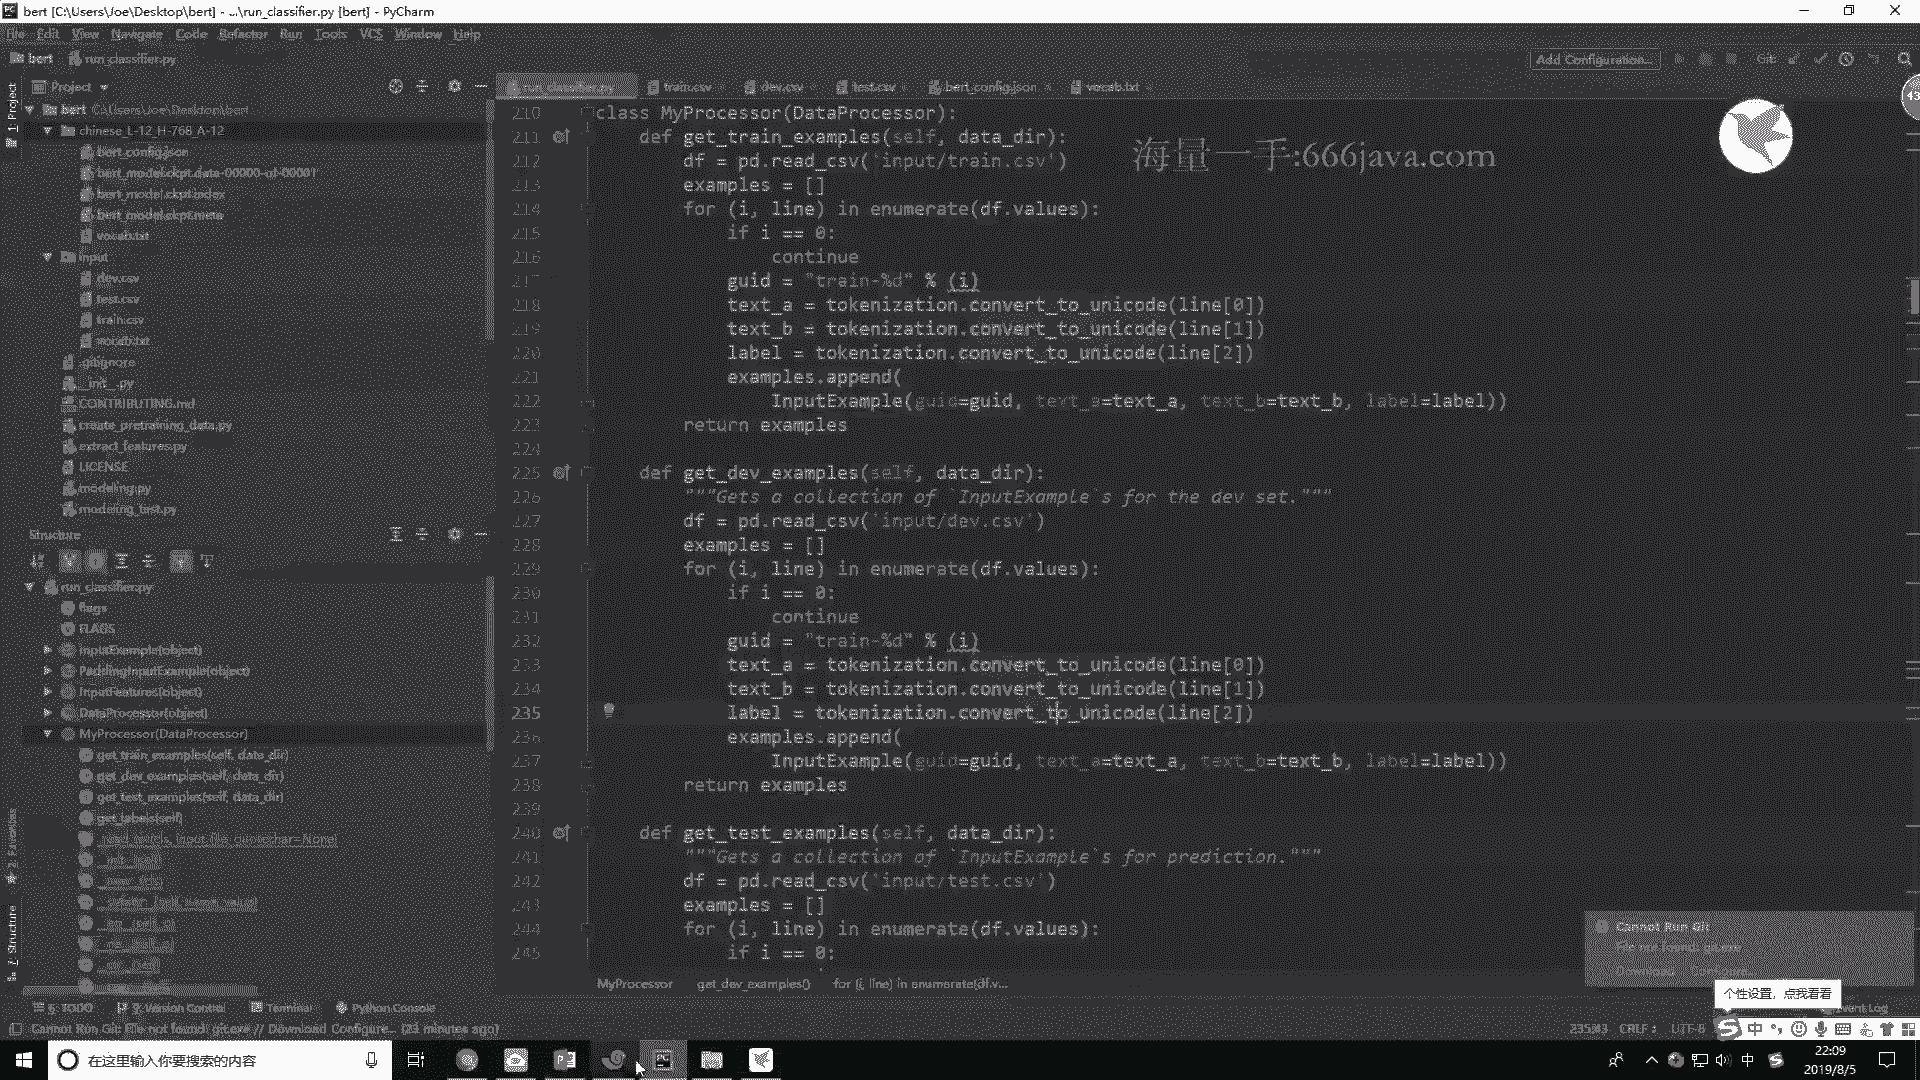 bert [C:\Users\Joe\Desktop\bert] - ...\run_classifier.py [bert] - PyCharm
File Edit View Navigate Code Refactor Run Tools VCS Window Help
bert run_classifier.py
Add Configuration... Git:
Project
bert C:\Users\Joe\Desktop\bert
chinese_L-12_H-768_A-12
bert_config.json
bert_model.ckpt.data-00000-of-00001
bert_model.ckpt.index
bert_model.ckpt.meta
vocab.txt
input
dev.csv
test.csv
train.csv
vocab.txt
.gitignore
__init__.py
CONTRIBUTING.md
create_pretraining_data.py
extract_features.py
LICENSE
modeling.py
modeling_test.py
Structure
run_classifier.py
flags
FLAGS
InputExample(object)
PaddingInputExample(object)
InputFeatures(object)
DataProcessor(object)
MyProcessor(DataProcessor)
get_train_examples(self, data_dir)
get_dev_examples(self, data_dir)
get_test_examples(self, data_dir)
get_labels(self)
1: Project
2: Favorites
7: Structure
run_classifier.py train.csv dev.csv test.csv bert_config.json vocab.txt
43
海量一手:666java.com
210 class MyProcessor(DataProcessor):
211 def get_train_examples(self, data_dir):
212 df = pd.read_csv('input/train.csv')
213 examples = []
214 for (i, line) in enumerate(df.values):
215 if i == 0:
216 continue
217 guid = "train-%d" % (i)
218 text_a = tokenization.convert_to_unicode(line[0])
219 text_b = tokenization.convert_to_unicode(line[1])
220 label = tokenization.convert_to_unicode(line[2])
221 examples.append(
222 InputExample(guid=guid, text_a=text_a, text_b=text_b, label=label))
223 return examples
224
225 def get_dev_examples(self, data_dir):
226 """Gets a collection of `InputExample`s for the dev set."""
227 df = pd.read_csv('input/dev.csv')
228 examples = []
229 for (i, line) in enumerate(df.values):
230 if i == 0:
231 continue
232 guid = "train-%d" % (i)
233 text_a = tokenization.convert_to_unicode(line[0])
234 text_b = tokenization.convert_to_unicode(line[1])
235 label = tokenization.convert_to_unicode(line[2])
236 examples.append(
237 InputExample(guid=guid, text_a=text_a, text_b=text_b, label=label))
238 return examples
239
240 def get_test_examples(self, data_dir):
241 """Gets a collection of `InputExample`s for prediction."""
242 df = pd.read_csv('input/test.csv')
243 examples = []
244 for (i, line) in enumerate(df.values):
245 if i == 0:
MyProcessor get_dev_examples() for (i, line) in enumerate(df.v...
Cannot Run Git
File not found: git.exe
Download Configure...
个性设置，点我看看
6: TODO 9: Version Control Terminal Python Console Event Log
Cannot Run Git: File not found: git.exe // Download Configure... (23 minutes ago)
235:43 CRLF UTF-8
中
在这里输入你要搜索的内容
中
22:09
2019/8/5